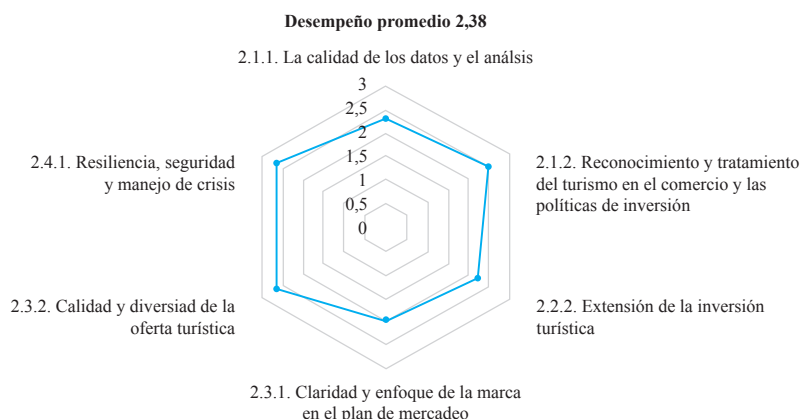 Desempeño promedio 2,38
2.1.1. La calidad de los datos y el análsis
3
2,5
2
1,5
1
0,5
0
2.1.2. Reconocimiento y tratamiento
del turismo en el comercio y las
políticas de inversión
2.2.2. Extensión de la inversión
turística
2.3.1. Claridad y enfoque de la marca
en el plan de mercadeo
2.3.2. Calidad y diversiad de la
oferta turística
2.4.1. Resiliencia, seguridad
y manejo de crisis